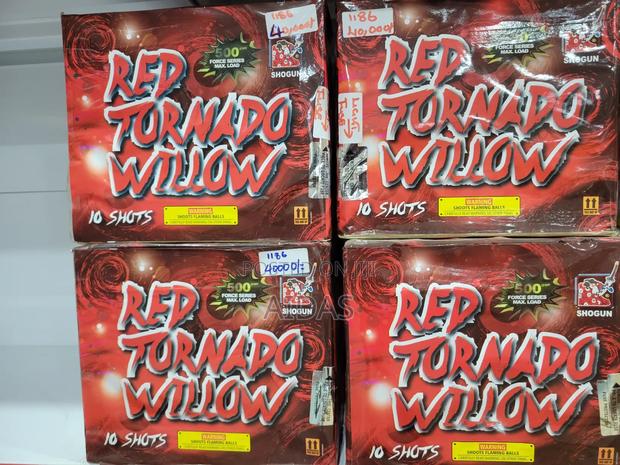 1186
40,000/-
500
FORCE SERIES
MAX. LOAD
SHOGUN
RED
TORNADO
WILLOW
10 SHOTS
WARNING
SHOOTS FLAMING BALLS
1186
40,000/-
500
FORCE SERIES
MAX. LOAD
SHOGUN
RED
TORNADO
WILLOW
10 SHOTS
WARNING
SHOOTS FLAMING BALLS
1186
40000/=
500
FORCE SERIES
MAX. LOAD
SHOGUN
RED
TORNADO
WILLOW
10 SHOTS
WARNING
SHOOTS FLAMING BALLS
500
FORCE SERIES
MAX. LOAD
SHOGUN
RED
TORNADO
WILLOW
10 SHOTS
WARNING
SHOOTS FLAMING BALLS